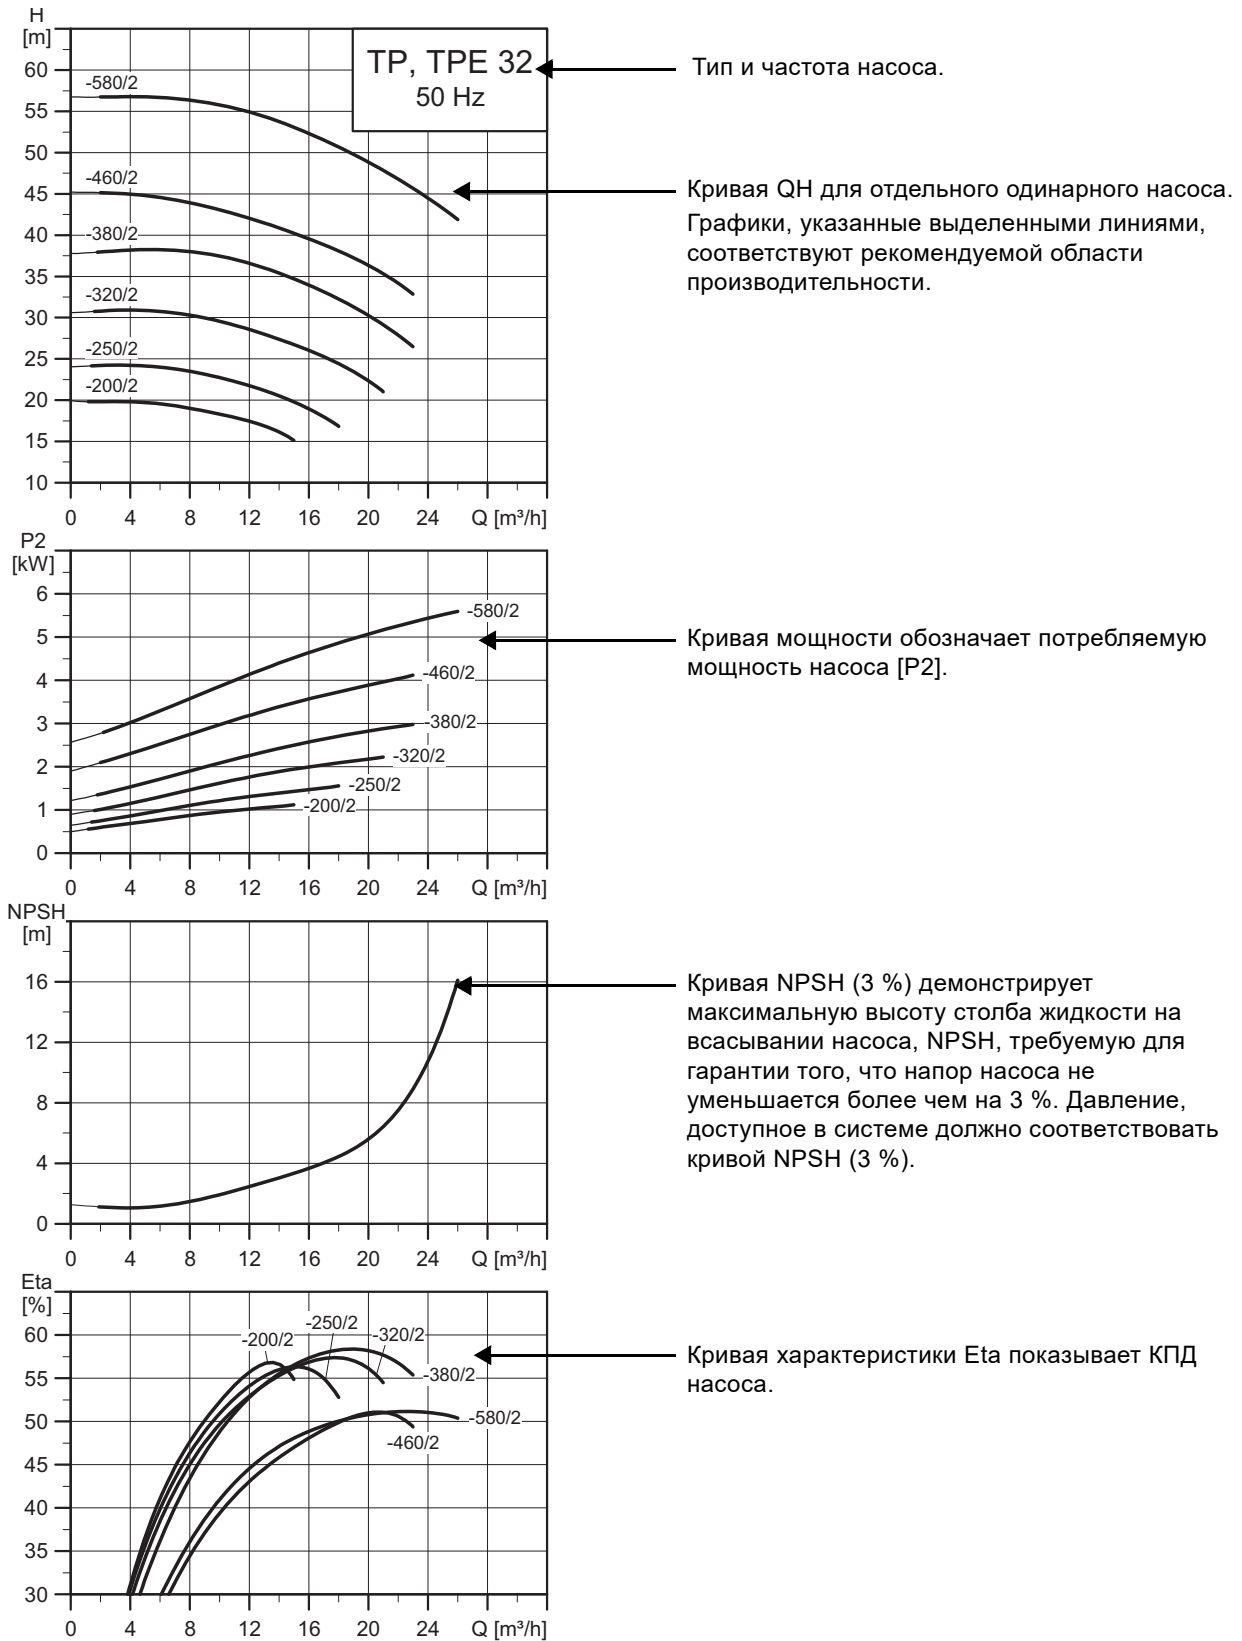 H
[m]
TP, TPE 32
50 Hz
Тип и частота насоса.
60
55
50
45
40
35
30
25
20
15
10
-580/2
-460/2
-380/2
-320/2
-250/2
-200/2
0 4 8 12 16 20 24 Q [m³/h]
Кривая QH для отдельного одинарного насоса.
Графики, указанные выделенными линиями,
соответствуют рекомендуемой области
производительности.
P2
[kW]
6
5
4
3
2
1
0
-580/2
-460/2
-380/2
-320/2
-250/2
-200/2
0 4 8 12 16 20 24 Q [m³/h]
Кривая мощности обозначает потребляемую
мощность насоса [P2].
NPSH
[m]
16
12
8
4
0
0 4 8 12 16 20 24 Q [m³/h]
Кривая NPSH (3 %) демонстрирует
максимальную высоту столба жидкости на
всасывании насоса, NPSH, требуемую для
гарантии того, что напор насоса не
уменьшается более чем на 3 %. Давление,
доступное в системе должно соответствовать
кривой NPSH (3 %).
Eta
[%]
60
55
50
45
40
35
30
-200/2
-250/2
-320/2
-380/2
-580/2
-460/2
0 4 8 12 16 20 24 Q [m³/h]
Кривая характеристики Eta показывает КПД
насоса.